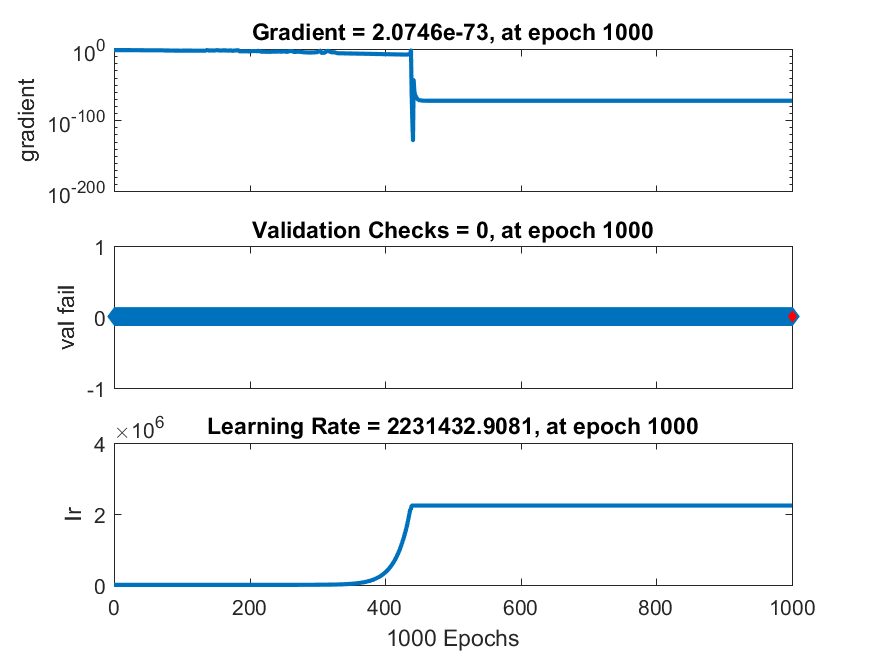 Gradient = 2.0746e-73, at epoch 1000
10^0
gradient
10^-100
10^-200
Validation Checks = 0, at epoch 1000
1
val fail
0
-1
Learning Rate = 2231432.9081, at epoch 1000
×10^6
4
lr
2
0
0 200 400 600 800 1000
1000 Epochs